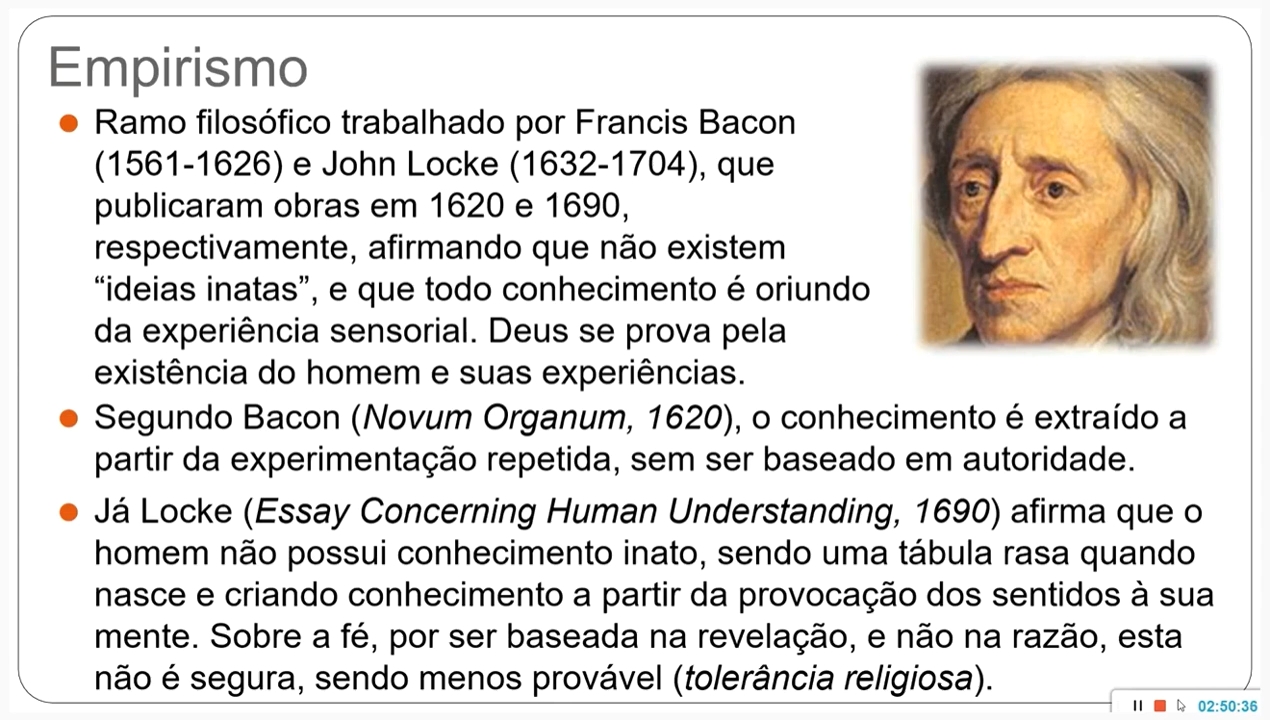 Empirismo
Ramo filosófico trabalhado por Francis Bacon
(1561-1626) e John Locke (1632-1704), que
publicaram obras em 1620 e 1690,
respectivamente, afirmando que não existem
“ideias inatas”, e que todo conhecimento é oriundo
da experiência sensorial. Deus se prova pela
existência do homem e suas experiências.
Segundo Bacon (Novum Organum, 1620), o conhecimento é extraído a
partir da experimentação repetida, sem ser baseado em autoridade.
Já Locke (Essay Concerning Human Understanding, 1690) afirma que o
homem não possui conhecimento inato, sendo uma tábula rasa quando
nasce e criando conhecimento a partir da provocação dos sentidos à sua
mente. Sobre a fé, por ser baseada na revelação, e não na razão, esta
não é segura, sendo menos provável (tolerância religiosa).
02:50:36